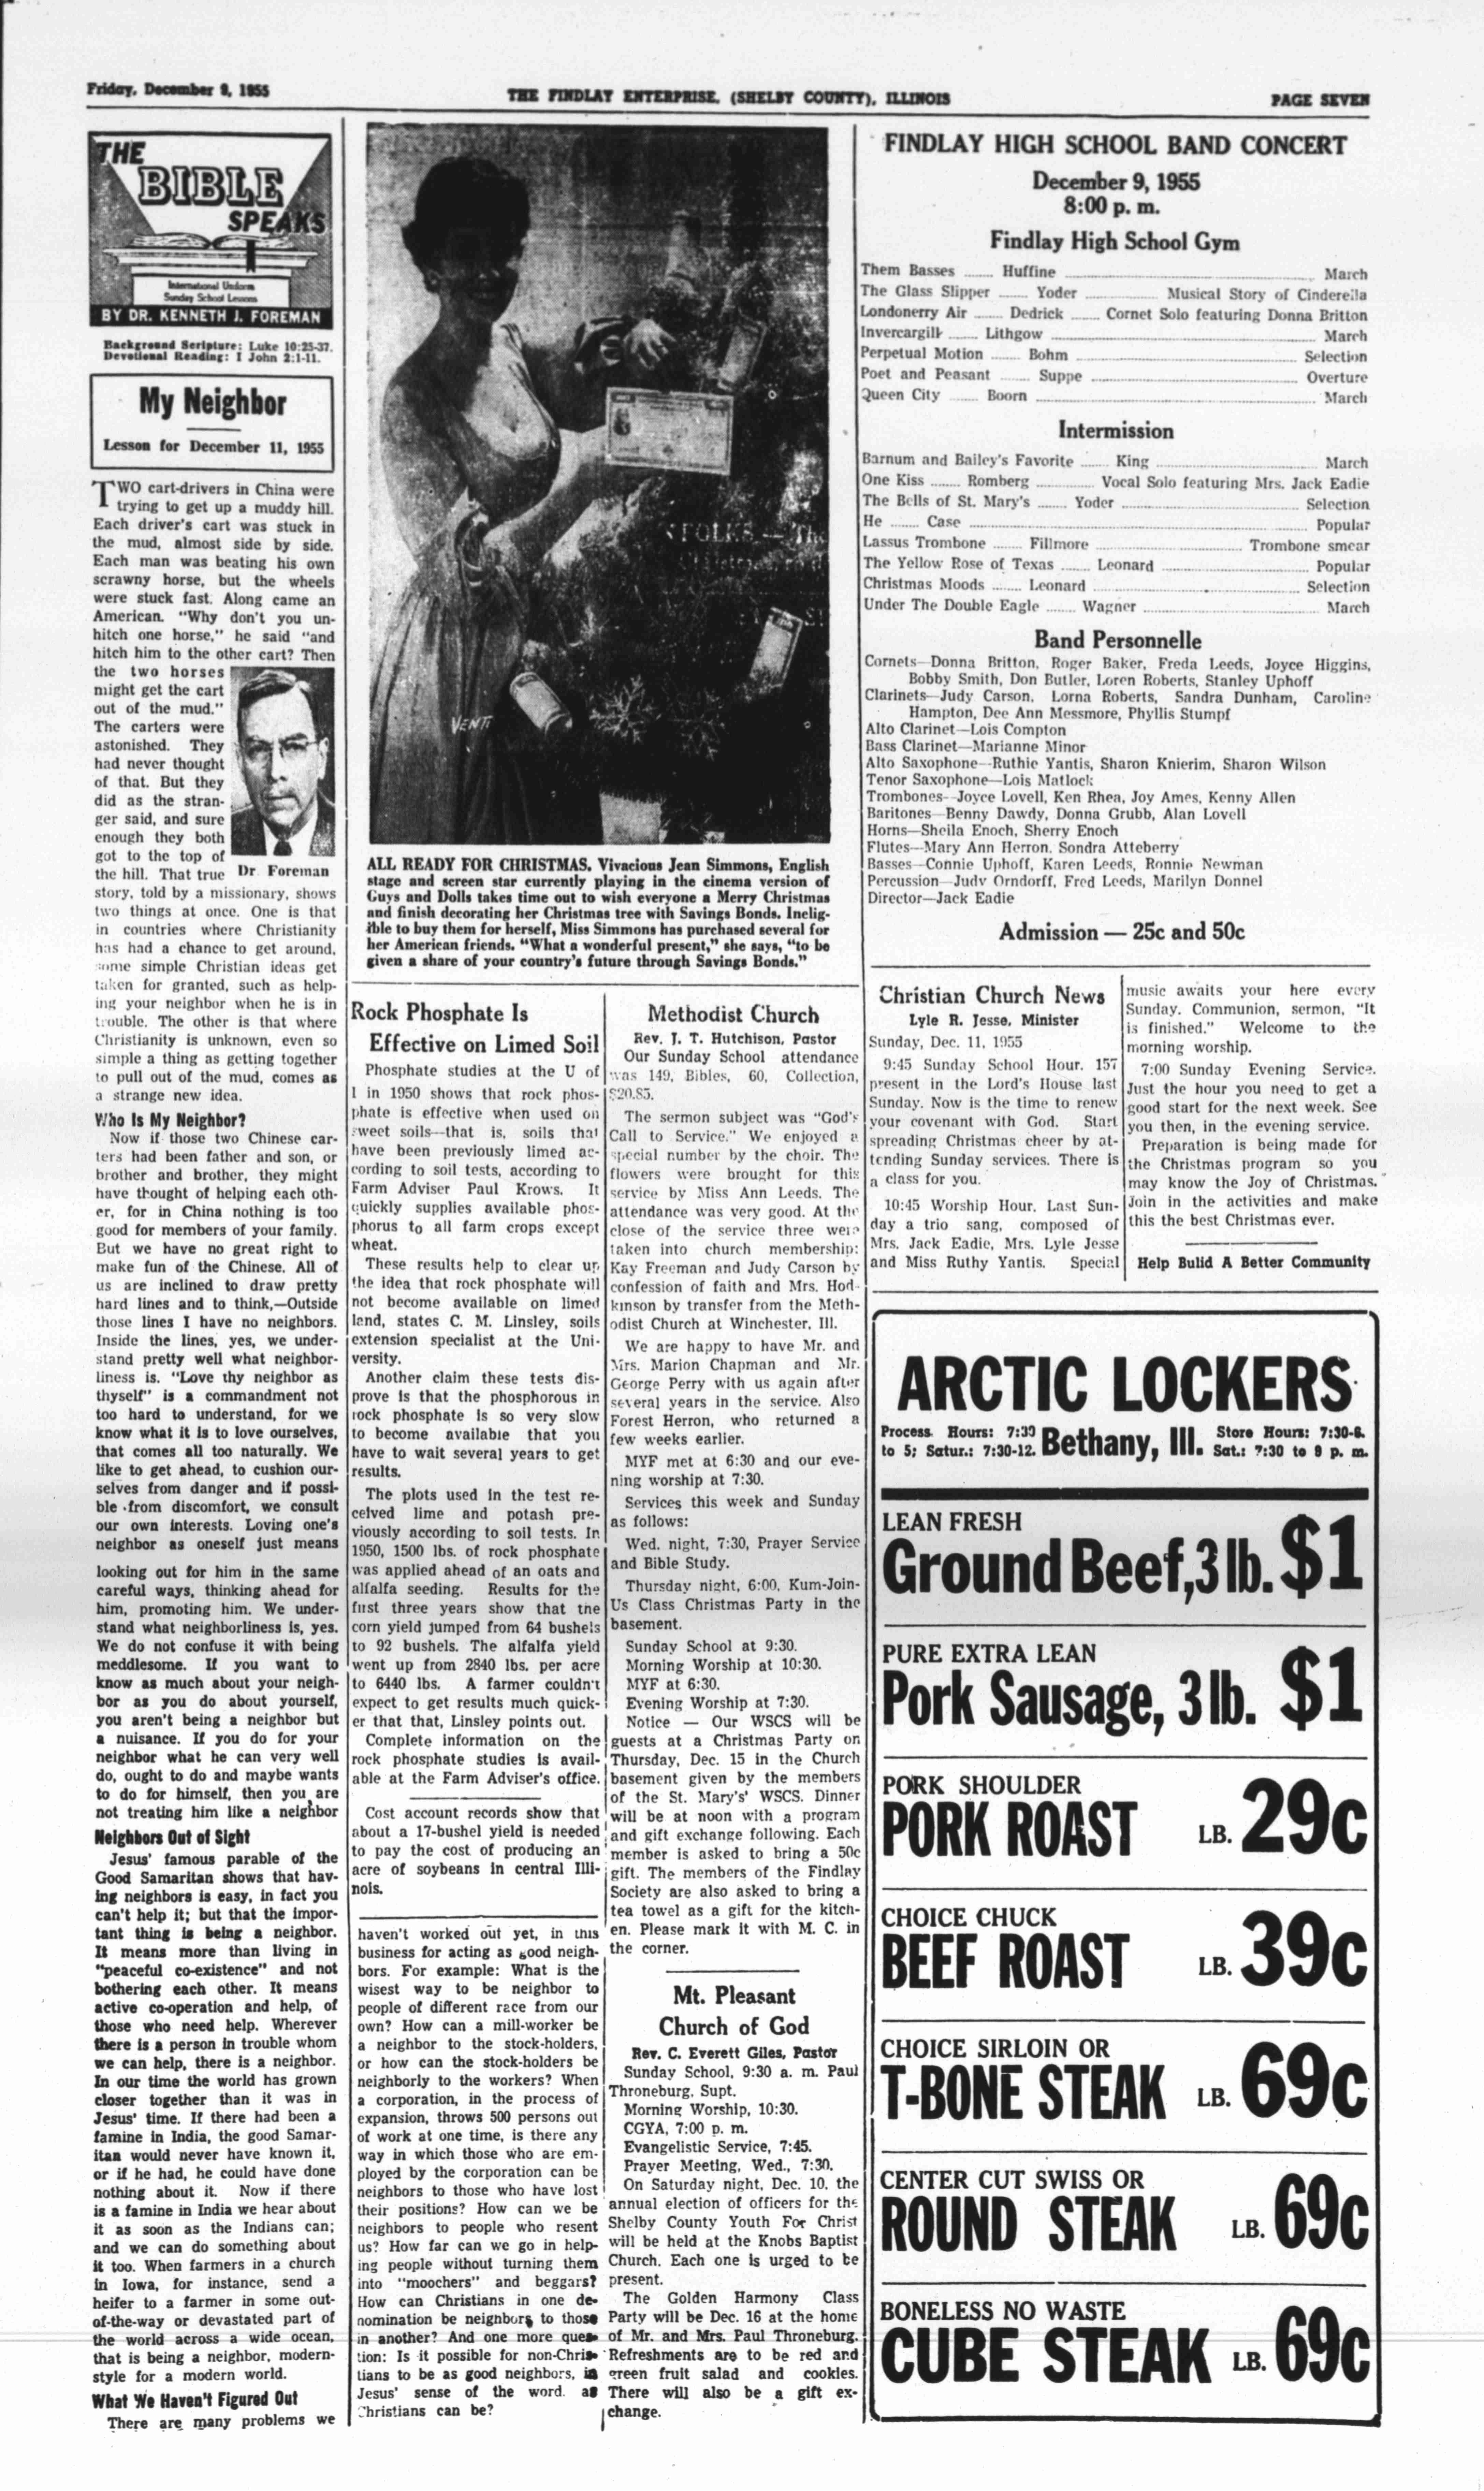 Friday, December 9, 1955
THE FINDLAY ENTERPRISE, (SHELBY COUNTY), ILLINOIS
PAGE SEVEN
THE
BIBLE
SPEAKS
International Uniform
Sunday School Lessons
BY DR. KENNETH J. FOREMAN
Background Scripture: Luke 10:25-37.
Devotional Reading: I John 2:1-11.
My Neighbor
Lesson for December 11, 1955
TWO cart-drivers in China were
trying to get up a muddy hill.
Each driver's cart was stuck in
the mud, almost side by side.
Each man was beating his own
scrawny horse, but the wheels
were stuck fast. Along came an
American. "Why don't you un-
hitch one horse," he said "and
hitch him to the other cart? Then
the two horses
might get the cart
out of the mud."
The carters were
astonished. They
had never thought
of that. But they
did as the stran-
ger said, and sure
enough they both
got to the top of
the hill. That true
Dr. Foreman
story, told by a missionary, shows
two things at once. One is that
in countries where Christianity
has had a chance to get around,
some simple Christian ideas get
taken for granted, such as help-
ing your neighbor when he is in
trouble. The other is that where
Christianity is unknown, even so
simple a thing as getting together
to pull out of the mud, comes as
a strange new idea.
Who Is My Neighbor?
Now if those two Chinese car-
ters had been father and son, or
brother and brother, they might
have thought of helping each oth-
er, for in China nothing is too
good for members of your family.
But we have no great right to
make fun of the Chinese. All of
us are inclined to draw pretty
hard lines and to think,—Outside
those lines I have no neighbors.
Inside the lines, yes, we under-
stand pretty well what neighbor-
liness is. "Love thy neighbor as
thyself" is a commandment not
too hard to understand, for we
know what it is to love ourselves,
that comes all too naturally. We
like to get ahead, to cushion our-
selves from danger and if possi-
ble from discomfort, we consult
our own interests. Loving one's
neighbor as oneself just means
looking out for him in the same
careful ways, thinking ahead for
him, promoting him. We under-
stand what neighborliness is, yes.
We do not confuse it with being
meddlesome. If you want to
know as much about your neigh-
bor as you do about yourself,
you aren't being a neighbor but
a nuisance. If you do for your
neighbor what he can very well
do, ought to do and maybe wants
to do for himself, then you are
not treating him like a neighbor
Neighbors Out of Sight
Jesus' famous parable of the
Good Samaritan shows that hav-
ing neighbors is easy, in fact you
can't help it; but that the impor-
tant thing is being a neighbor.
It means more than living in
"peaceful co-existence" and not
bothering each other. It means
active co-operation and help, of
those who need help. Wherever
there is a person in trouble whom
we can help, there is a neighbor.
In our time the world has grown
closer together than it was in
Jesus' time. If there had been a
famine in India, the good Samar-
itan would never have known it,
or if he had, he could have done
nothing about it. Now if there
is a famine in India we hear about
it as soon as the Indians can;
and we can do something about
it too. When farmers in a church
in Iowa, for instance, send a
heifer to a farmer in some out-
of-the-way or devastated part of
the world across a wide ocean,
that is being a neighbor, modern-
style for a modern world.
What We Haven't Figured Out
There are many problems we
VENTI
ALL READY FOR CHRISTMAS. Vivacious Jean Simmons, English
stage and screen star currently playing in the cinema version of
Guys and Dolls takes time out to wish everyone a Merry Christmas
and finish decorating her Christmas tree with Savings Bonds. Inelig-
ible to buy them for herself, Miss Simmons has purchased several for
her American friends. "What a wonderful present," she says, "to be
given a share of your country's future through Savings Bonds."
Rock Phosphate Is
Effective on Limed Soil
Phosphate studies at the U of
I in 1950 shows that rock phos-
phate is effective when used on
sweet soils—that is, soils that
have been previously limed ac-
cording to soil tests, according to
Farm Adviser Paul Krows. It
quickly supplies available phos-
phorus to all farm crops except
wheat.
These results help to clear up
the idea that rock phosphate will
not become available on limed
land, states C. M. Linsley, soils
extension specialist at the Uni-
versity.
Another claim these tests dis-
prove is that the phosphorous in
rock phosphate is so very slow
to become available that you
have to wait several years to get
results.
The plots used in the test re-
ceived lime and potash pre-
viously according to soil tests. In
1950, 1500 lbs. of rock phosphate
was applied ahead of an oats and
alfalfa seeding. Results for the
first three years show that the
corn yield jumped from 64 bushels
to 92 bushels. The alfalfa yield
went up from 2840 lbs. per acre
to 6440 lbs. A farmer couldn't
expect to get results much quick-
er that that, Linsley points out.
Complete information on the
rock phosphate studies is avail-
able at the Farm Adviser's office.
Cost account records show that
about a 17-bushel yield is needed
to pay the cost of producing an
acre of soybeans in central Illi-
nois.
haven't worked out yet, in this
business for acting as good neigh-
bors. For example: What is the
wisest way to be neighbor to
people of different race from our
own? How can a mill-worker be
a neighbor to the stock-holders,
or how can the stock-holders be
neighborly to the workers? When
a corporation, in the process of
expansion, throws 500 persons out
of work at one time, is there any
way in which those who are em-
ployed by the corporation can be
neighbors to those who have lost
their positions? How can we be
neighbors to people who resent
us? How far can we go in help-
ing people without turning them
into "moochers" and beggars?
How can Christians in one de-
nomination be neighbors to those
in another? And one more ques-
tion: Is it possible for non-Chris-
tians to be as good neighbors, in
Jesus' sense of the word, as
Christians can be?
Methodist Church
Rev. J. T. Hutchison, Pastor
Our Sunday School attendance
was 149, Bibles, 60, Collection,
$20.85.
The sermon subject was "God's
Call to Service." We enjoyed a
special number by the choir. The
flowers were brought for this
service by Miss Ann Leeds. The
attendance was very good. At the
close of the service three were
taken into church membership:
Kay Freeman and Judy Carson by
confession of faith and Mrs. Hod-
kinson by transfer from the Meth-
odist Church at Winchester, Ill.
We are happy to have Mr. and
Mrs. Marion Chapman and Mr.
George Perry with us again after
several years in the service. Also
Forest Herron, who returned a
few weeks earlier.
MYF met at 6:30 and our eve-
ning worship at 7:30.
Services this week and Sunday
as follows:
Wed. night, 7:30, Prayer Service
and Bible Study.
Thursday night, 6:00, Kum-Join-
Us Class Christmas Party in the
basement.
Sunday School at 9:30.
Morning Worship at 10:30.
MYF at 6:30.
Evening Worship at 7:30.
Notice — Our WSCS will be
guests at a Christmas Party on
Thursday, Dec. 15 in the Church
basement given by the members
of the St. Mary's' WSCS. Dinner
will be at noon with a program
and gift exchange following. Each
member is asked to bring a 50c
gift. The members of the Findlay
Society are also asked to bring a
tea towel as a gift for the kitch-
en. Please mark it with M. C. in
the corner.
Mt. Pleasant
Church of God
Rev. C. Everett Giles, Pastor
Sunday School, 9:30 a. m. Paul
Throneburg, Supt.
Morning Worship, 10:30.
CGYA, 7:00 p. m.
Evangelistic Service, 7:45.
Prayer Meeting, Wed., 7:30.
On Saturday night, Dec. 10, the
annual election of officers for the
Shelby County Youth For Christ
will be held at the Knobs Baptist
Church. Each one is urged to be
present.
The Golden Harmony Class
Party will be Dec. 16 at the home
of Mr. and Mrs. Paul Throneburg.
Refreshments are to be red and
green fruit salad and cookies.
There will also be a gift ex-
change.
FINDLAY HIGH SCHOOL BAND CONCERT
December 9, 1955
8:00 p. m.
Findlay High School Gym
Them Basses ....... Huffine ....... March
The Glass Slipper ....... Yoder ....... Musical Story of Cinderella
Londonerry Air ....... Dedrick ....... Cornet Solo featuring Donna Britton
Invercargill ....... Lithgow ....... March
Perpetual Motion ....... Bohm ....... Selection
Poet and Peasant ....... Suppe ....... Overture
Queen City ....... Boorn ....... March
Intermission
Barnum and Bailey's Favorite ....... King ....... March
One Kiss ....... Romberg ....... Vocal Solo featuring Mrs. Jack Eadie
The Bells of St. Mary's ....... Yoder ....... Selection
He ....... Case ....... Popular
Lassus Trombone ....... Fillmore ....... Trombone smear
The Yellow Rose of Texas ....... Leonard ....... Popular
Christmas Moods ....... Leonard ....... Selection
Under The Double Eagle ....... Wagner ....... March
Band Personnelle
Cornets—Donna Britton, Roger Baker, Freda Leeds, Joyce Higgins,
Bobby Smith, Don Butler, Loren Roberts, Stanley Uphoff
Clarinets—Judy Carson, Lorna Roberts, Sandra Dunham, Caroline
Hampton, Dee Ann Messmore, Phyllis Stumpf
Alto Clarinet—Lois Compton
Bass Clarinet—Marianne Minor
Alto Saxophone—Ruthie Yantis, Sharon Knierim, Sharon Wilson
Tenor Saxophone—Lois Matlock
Trombones—Joyce Lovell, Ken Rhea, Joy Ames, Kenny Allen
Baritones—Benny Dawdy, Donna Grubb, Alan Lovell
Horns—Sheila Enoch, Sherry Enoch
Flutes—Mary Ann Herron, Sondra Atteberry
Basses—Connie Uphoff, Karen Leeds, Ronnie Newman
Percussion—Judy Orndorff, Fred Leeds, Marilyn Donnel
Director—Jack Eadie
Admission — 25c and 50c
Christian Church News
Lyle R. Jesse, Minister
Sunday, Dec. 11, 1955
9:45 Sunday School Hour. 157
present in the Lord's House last
Sunday. Now is the time to renew
your covenant with God. Start
spreading Christmas cheer by at-
tending Sunday services. There is
a class for you.
10:45 Worship Hour. Last Sun-
day a trio sang, composed of
Mrs. Jack Eadie, Mrs. Lyle Jesse
and Miss Ruthy Yantis. Special
music awaits your here every
Sunday. Communion, sermon, "It
is finished." Welcome to the
morning worship.
7:00 Sunday Evening Service.
Just the hour you need to get a
good start for the next week. See
you then, in the evening service.
Preparation is being made for
the Christmas program so you
may know the Joy of Christmas.
Join in the activities and make
this the best Christmas ever.
Help Bulid A Better Community
ARCTIC LOCKERS
Process. Hours: 7:30
to 5; Satur.: 7:30-12.
Bethany, Ill.
Store Hours: 7:30-6.
Sat.: 7:30 to 9 p. m.
LEAN FRESH
Ground Beef, 3 lb. $1
PURE EXTRA LEAN
Pork Sausage, 3 lb. $1
PORK SHOULDER
PORK ROAST LB. 29c
CHOICE CHUCK
BEEF ROAST LB. 39c
CHOICE SIRLOIN OR
T-BONE STEAK LB. 69c
CENTER CUT SWISS OR
ROUND STEAK LB. 69c
BONELESS NO WASTE
CUBE STEAK LB. 69c